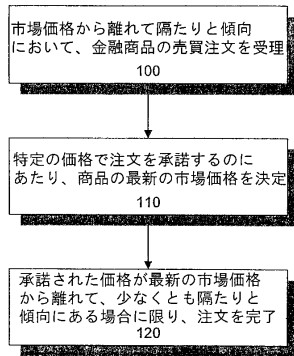 市場価格から離れて隔たりと傾向
において、金融商品の売買注文を受理
100
特定の価格で注文を承諾するのに
あたり、商品の最新の市場価格を決定
110
承諾された価格が最新の市場価格
から離れて、少なくとも隔たりと
傾向にある場合に限り、注文を完了
120